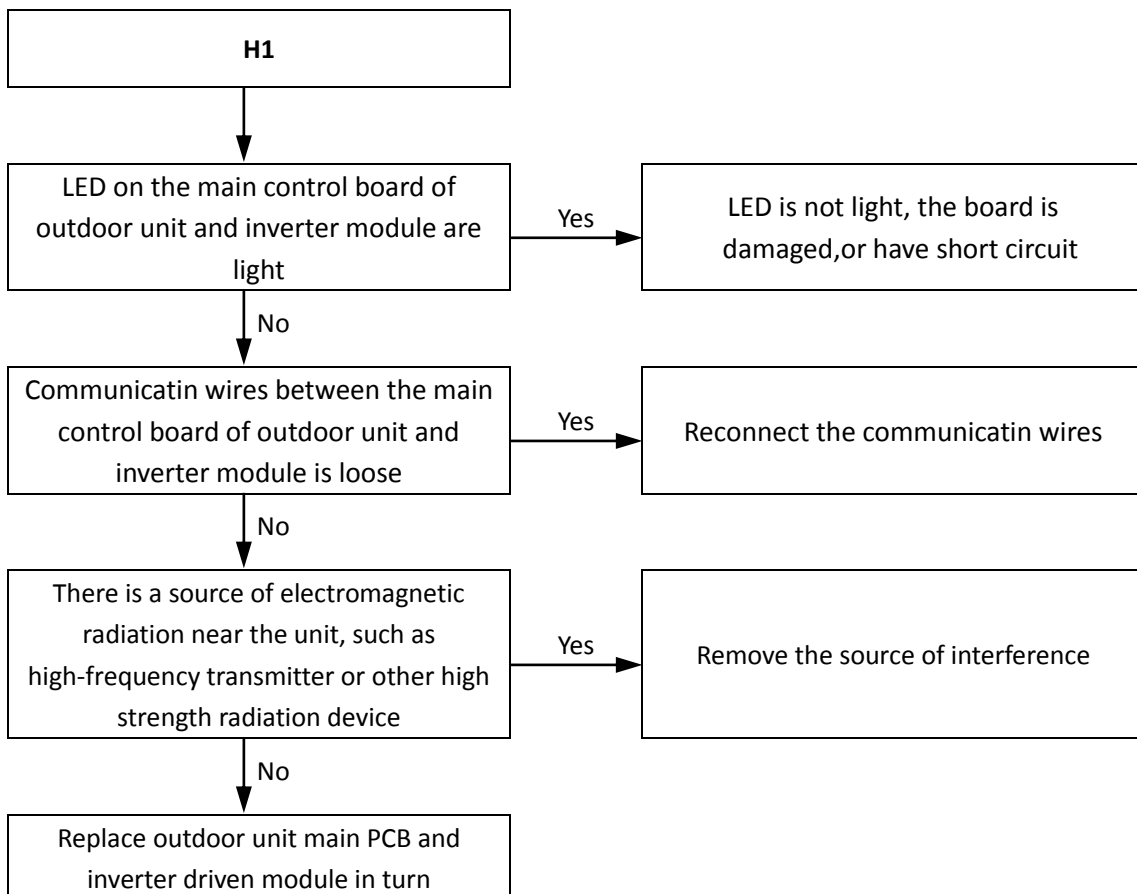 H1
LED on the main control board of
outdoor unit and inverter module are
light
Yes
LED is not light, the board is
damaged,or have short circuit
No
Communicatin wires between the main
control board of outdoor unit and
inverter module is loose
Yes
Reconnect the communicatin wires
No
There is a source of electromagnetic
radiation near the unit, such as
high-frequency transmitter or other high
strength radiation device
Yes
Remove the source of interference
No
Replace outdoor unit main PCB and
inverter driven module in turn